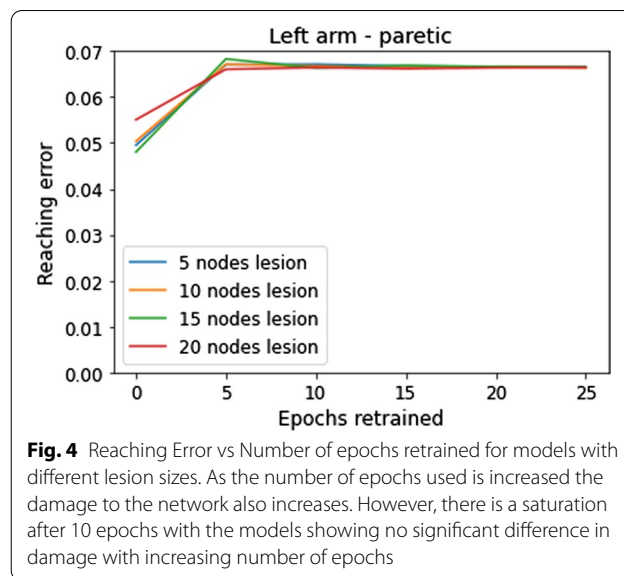 Left arm - paretic
0.07
0.06
0.05
0.04
0.03
0.02
0.01
0.00
Reaching error
5 nodes lesion
10 nodes lesion
15 nodes lesion
20 nodes lesion
0 5 10 15 20 25
Epochs retrained
Fig. 4 Reaching Error vs Number of epochs retrained for models with
different lesion sizes. As the number of epochs used is increased the
damage to the network also increases. However, there is a saturation
after 10 epochs with the models showing no significant difference in
damage with increasing number of epochs